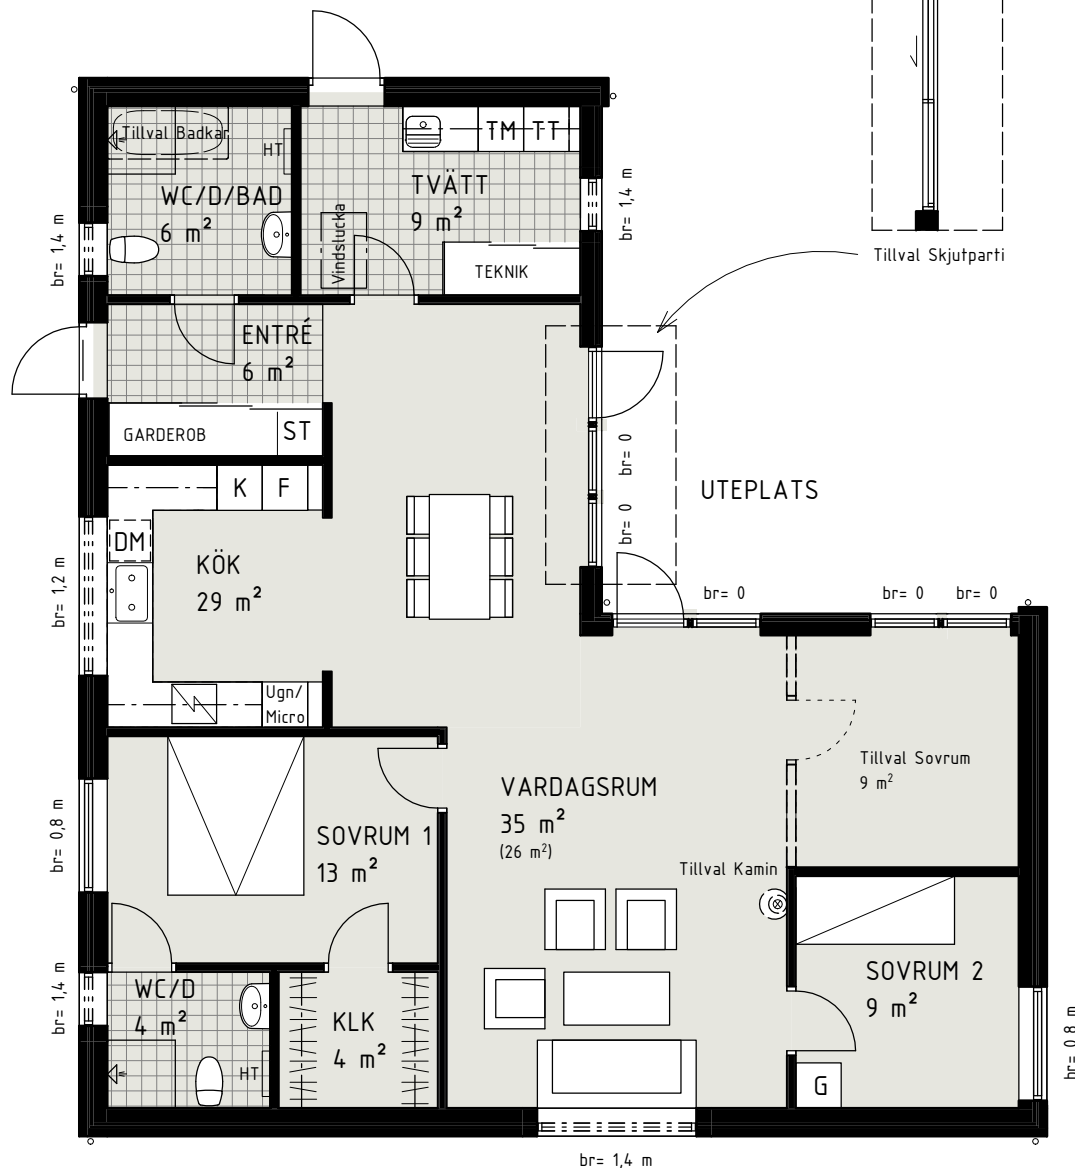 Tillval Badkar
HT
TM TT
WC/D/BAD
6 m²
TVÄTT
9 m²
Vindslucka
TEKNIK
br= 1,4 m
br= 1,4 m
Tillval Skjutparti
ENTRÉ
6 m²
GARDEROB
ST
K F
DM
KÖK
29 m²
br= 1,2 m
br= 0
br= 0
UTEPLATS
br= 0
br= 0
br= 0
Ugn/
Micro
Tillval Sovrum
9 m²
VARDAGSRUM
35 m²
(26 m²)
SOVRUM 1
13 m²
br= 0,8 m
Tillval Kamin
SOVRUM 2
9 m²
WC/D
4 m²
HT
KLK
4 m²
br= 1,4 m
G
br= 0,8 m
br= 1,4 m